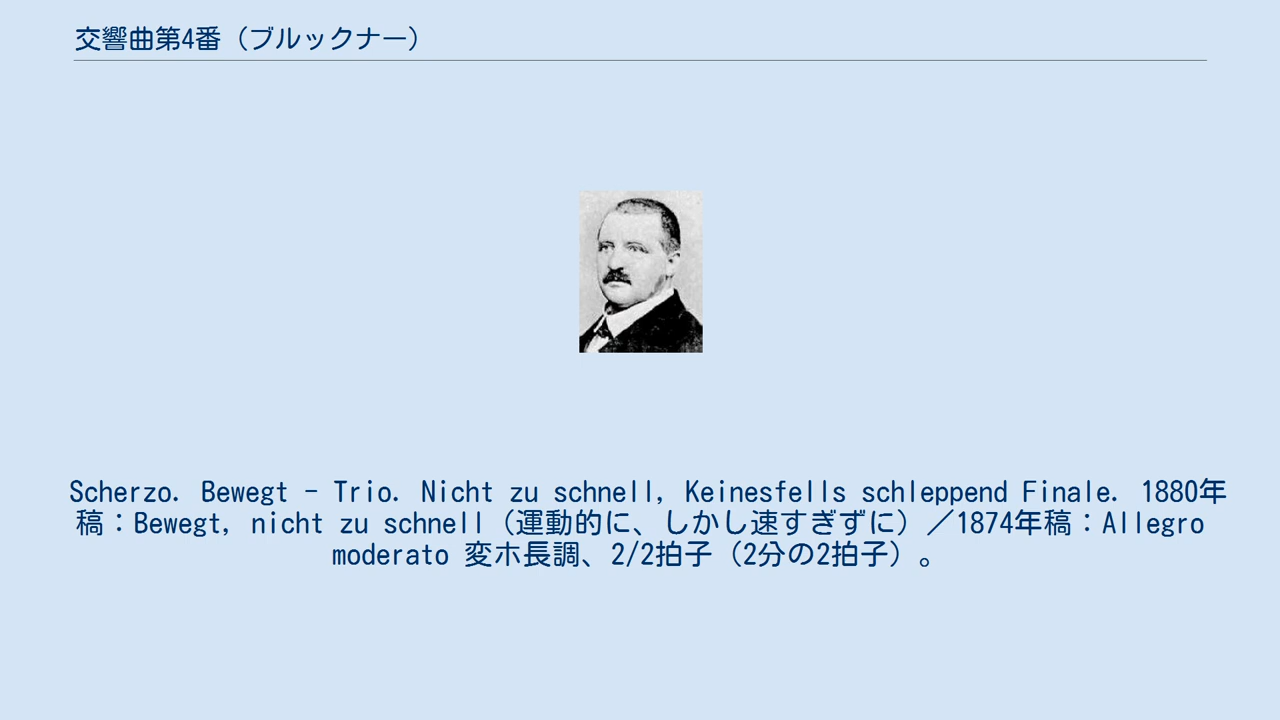 交響曲第4番（ブルックナー）
Scherzo. Bewegt - Trio. Nicht zu schnell, Keinesfells schleppend Finale. 1880年
稿：Bewegt, nicht zu schnell（運動的に、しかし速すぎずに）／1874年稿：Allegro
moderato 変ホ長調、2/2拍子（2分の2拍子）。